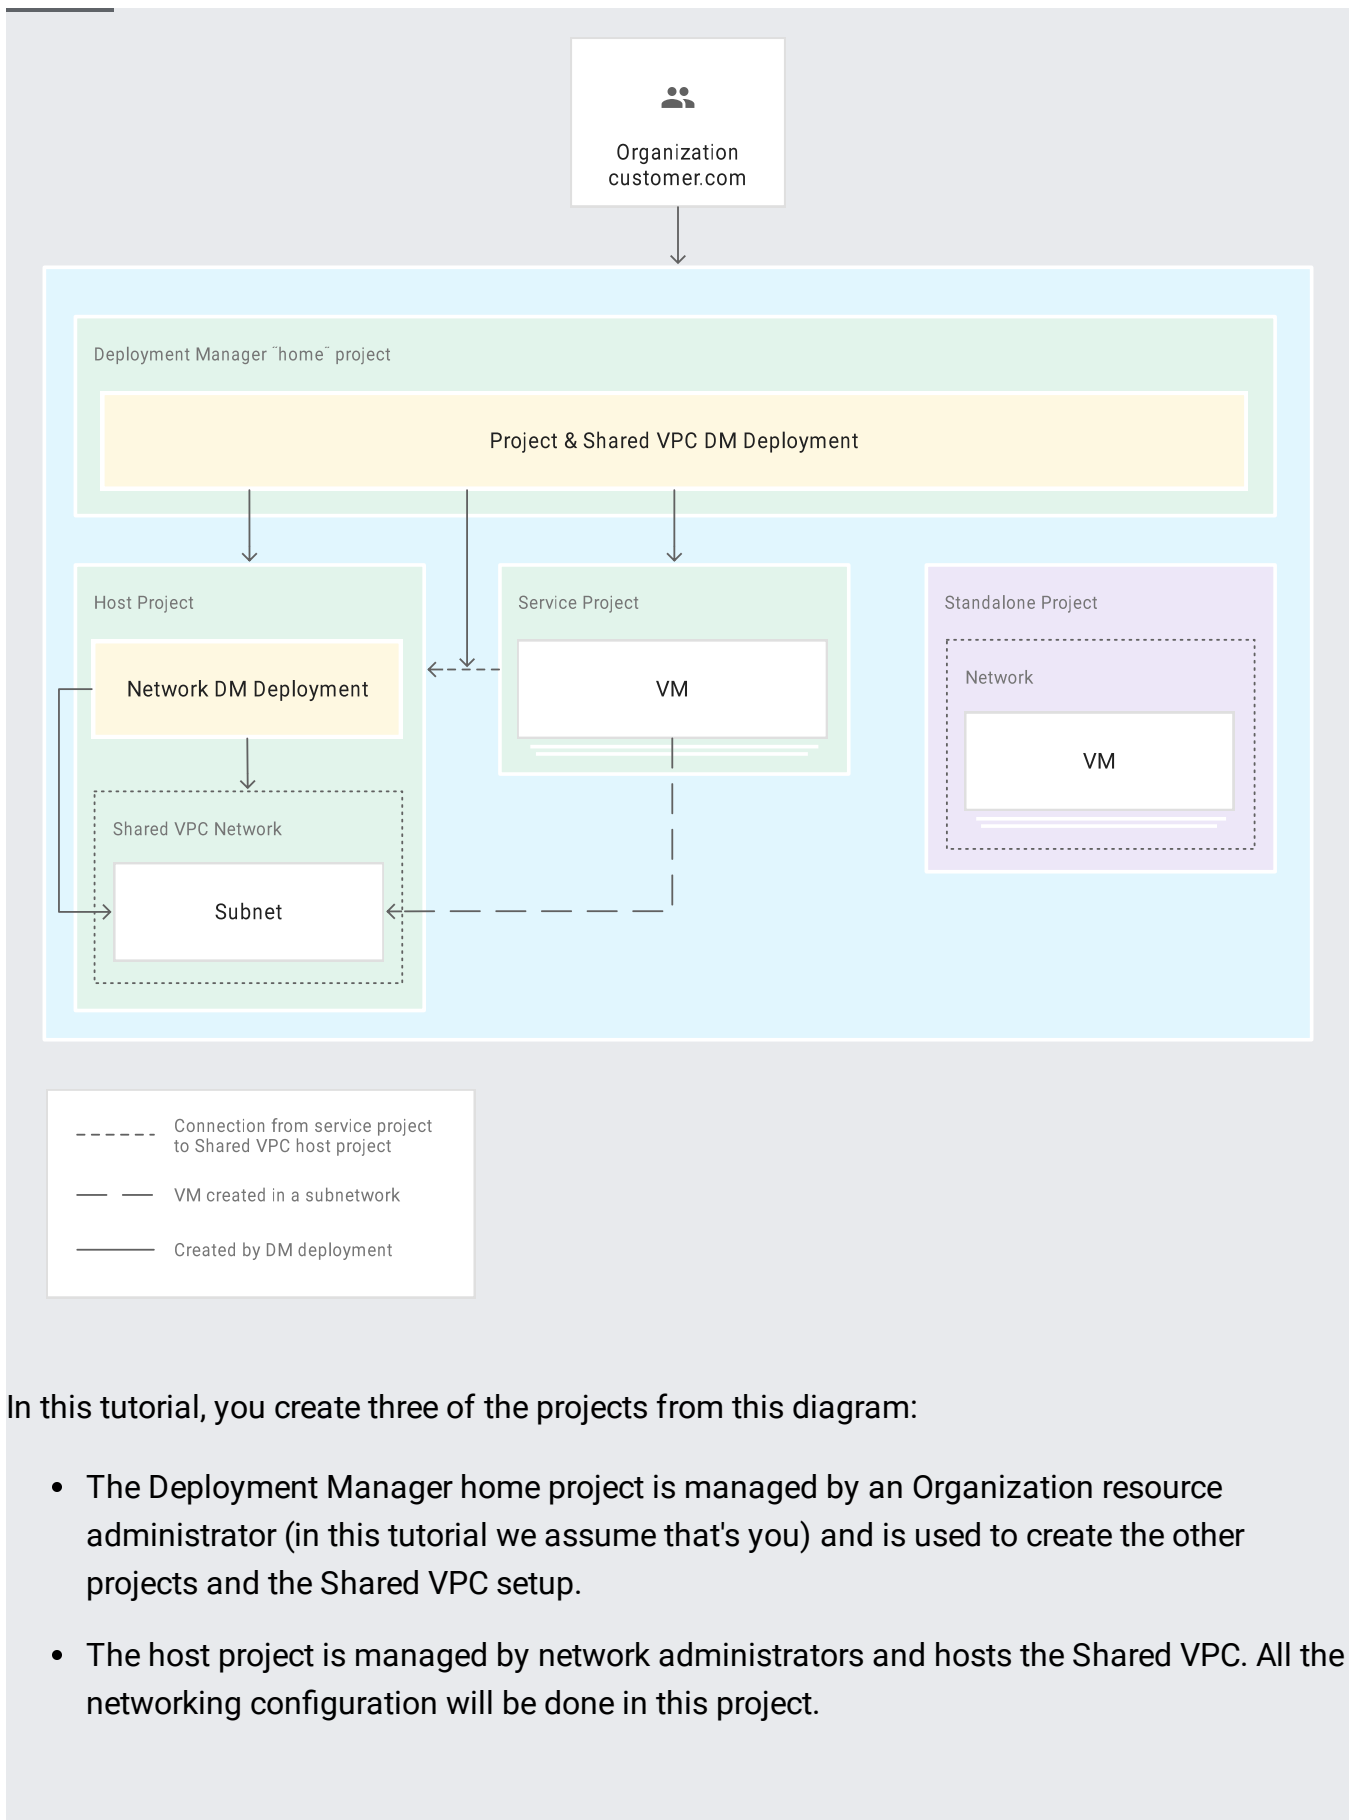 Organization
customer.com
Deployment Manager ˝home˝ project
Project & Shared VPC DM Deployment
Host Project
Service Project
Standalone Project
Network DM Deployment
VM
Network
VM
Shared VPC Network
Subnet
Connection from service project
to Shared VPC host project
VM created in a subnetwork
Created by DM deployment
In this tutorial, you create three of the projects from this diagram:
• The Deployment Manager home project is managed by an Organization resource
administrator (in this tutorial we assume that's you) and is used to create the other
projects and the Shared VPC setup.
• The host project is managed by network administrators and hosts the Shared VPC. All the
networking configuration will be done in this project.